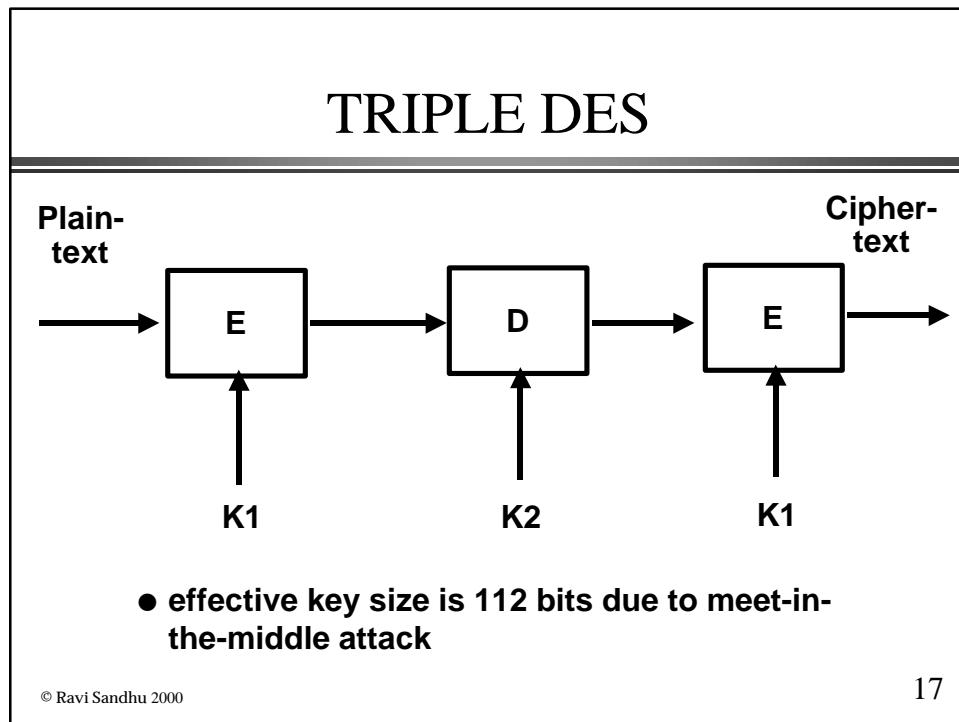 TRIPLE DES
Plain-
text
Cipher-
text
E
D
E
K1
K2
K1
● effective key size is 112 bits due to meet-in-
the-middle attack
© Ravi Sandhu 2000
17